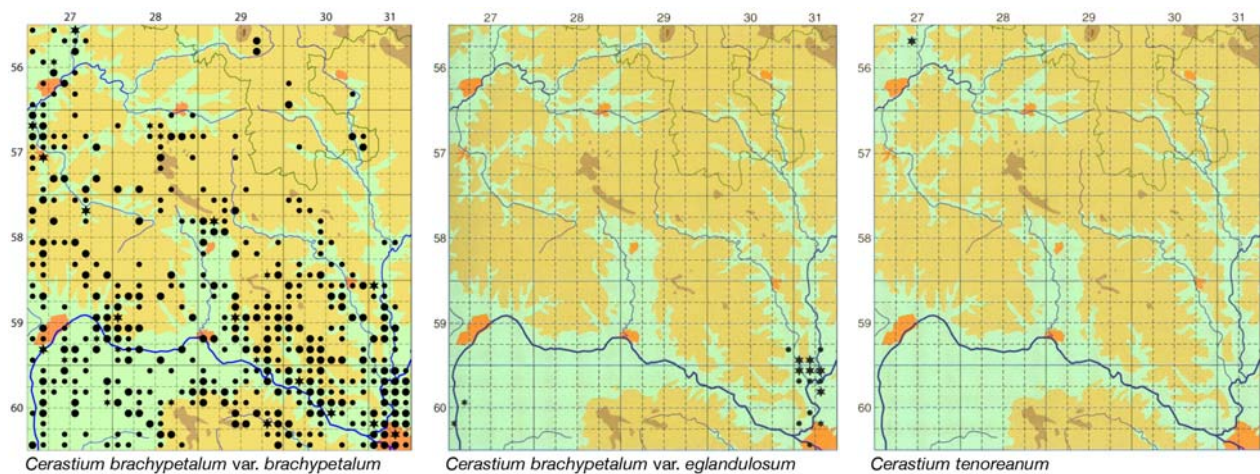 27 28 29 30 31 27 28 29 30 31 27 28 29 30 31
56 56 56
57 57 57
58 58 58
59 59 59
60 60 60
Cerastium brachypetalum var. brachypetalum Cerastium brachypetalum var. eglandulosum Cerastium tenoreanum